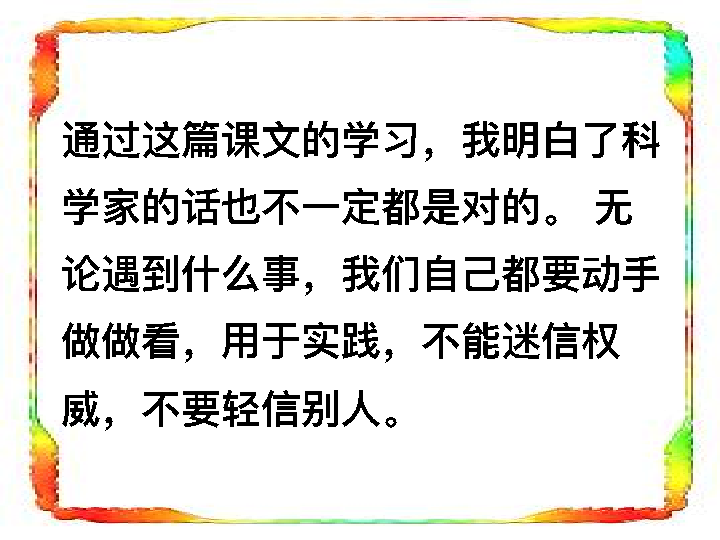 通过这篇课文的学习，我明白了科
学家的话也不一定都是对的。 无
论遇到什么事，我们自己都要动手
做做看，用于实践，不能迷信权
威，不要轻信别人。